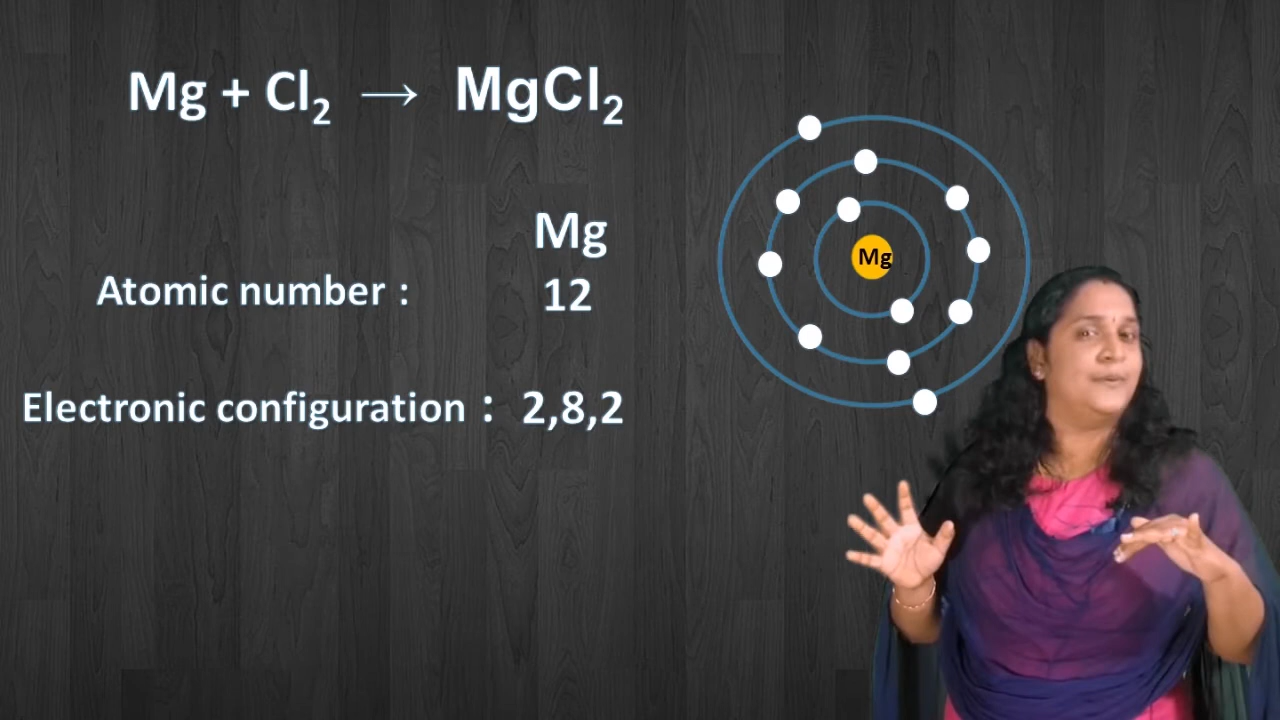 Mg + Cl₂ → MgCl₂
Mg
Atomic number : 12
Electronic configuration : 2,8,2
Mg